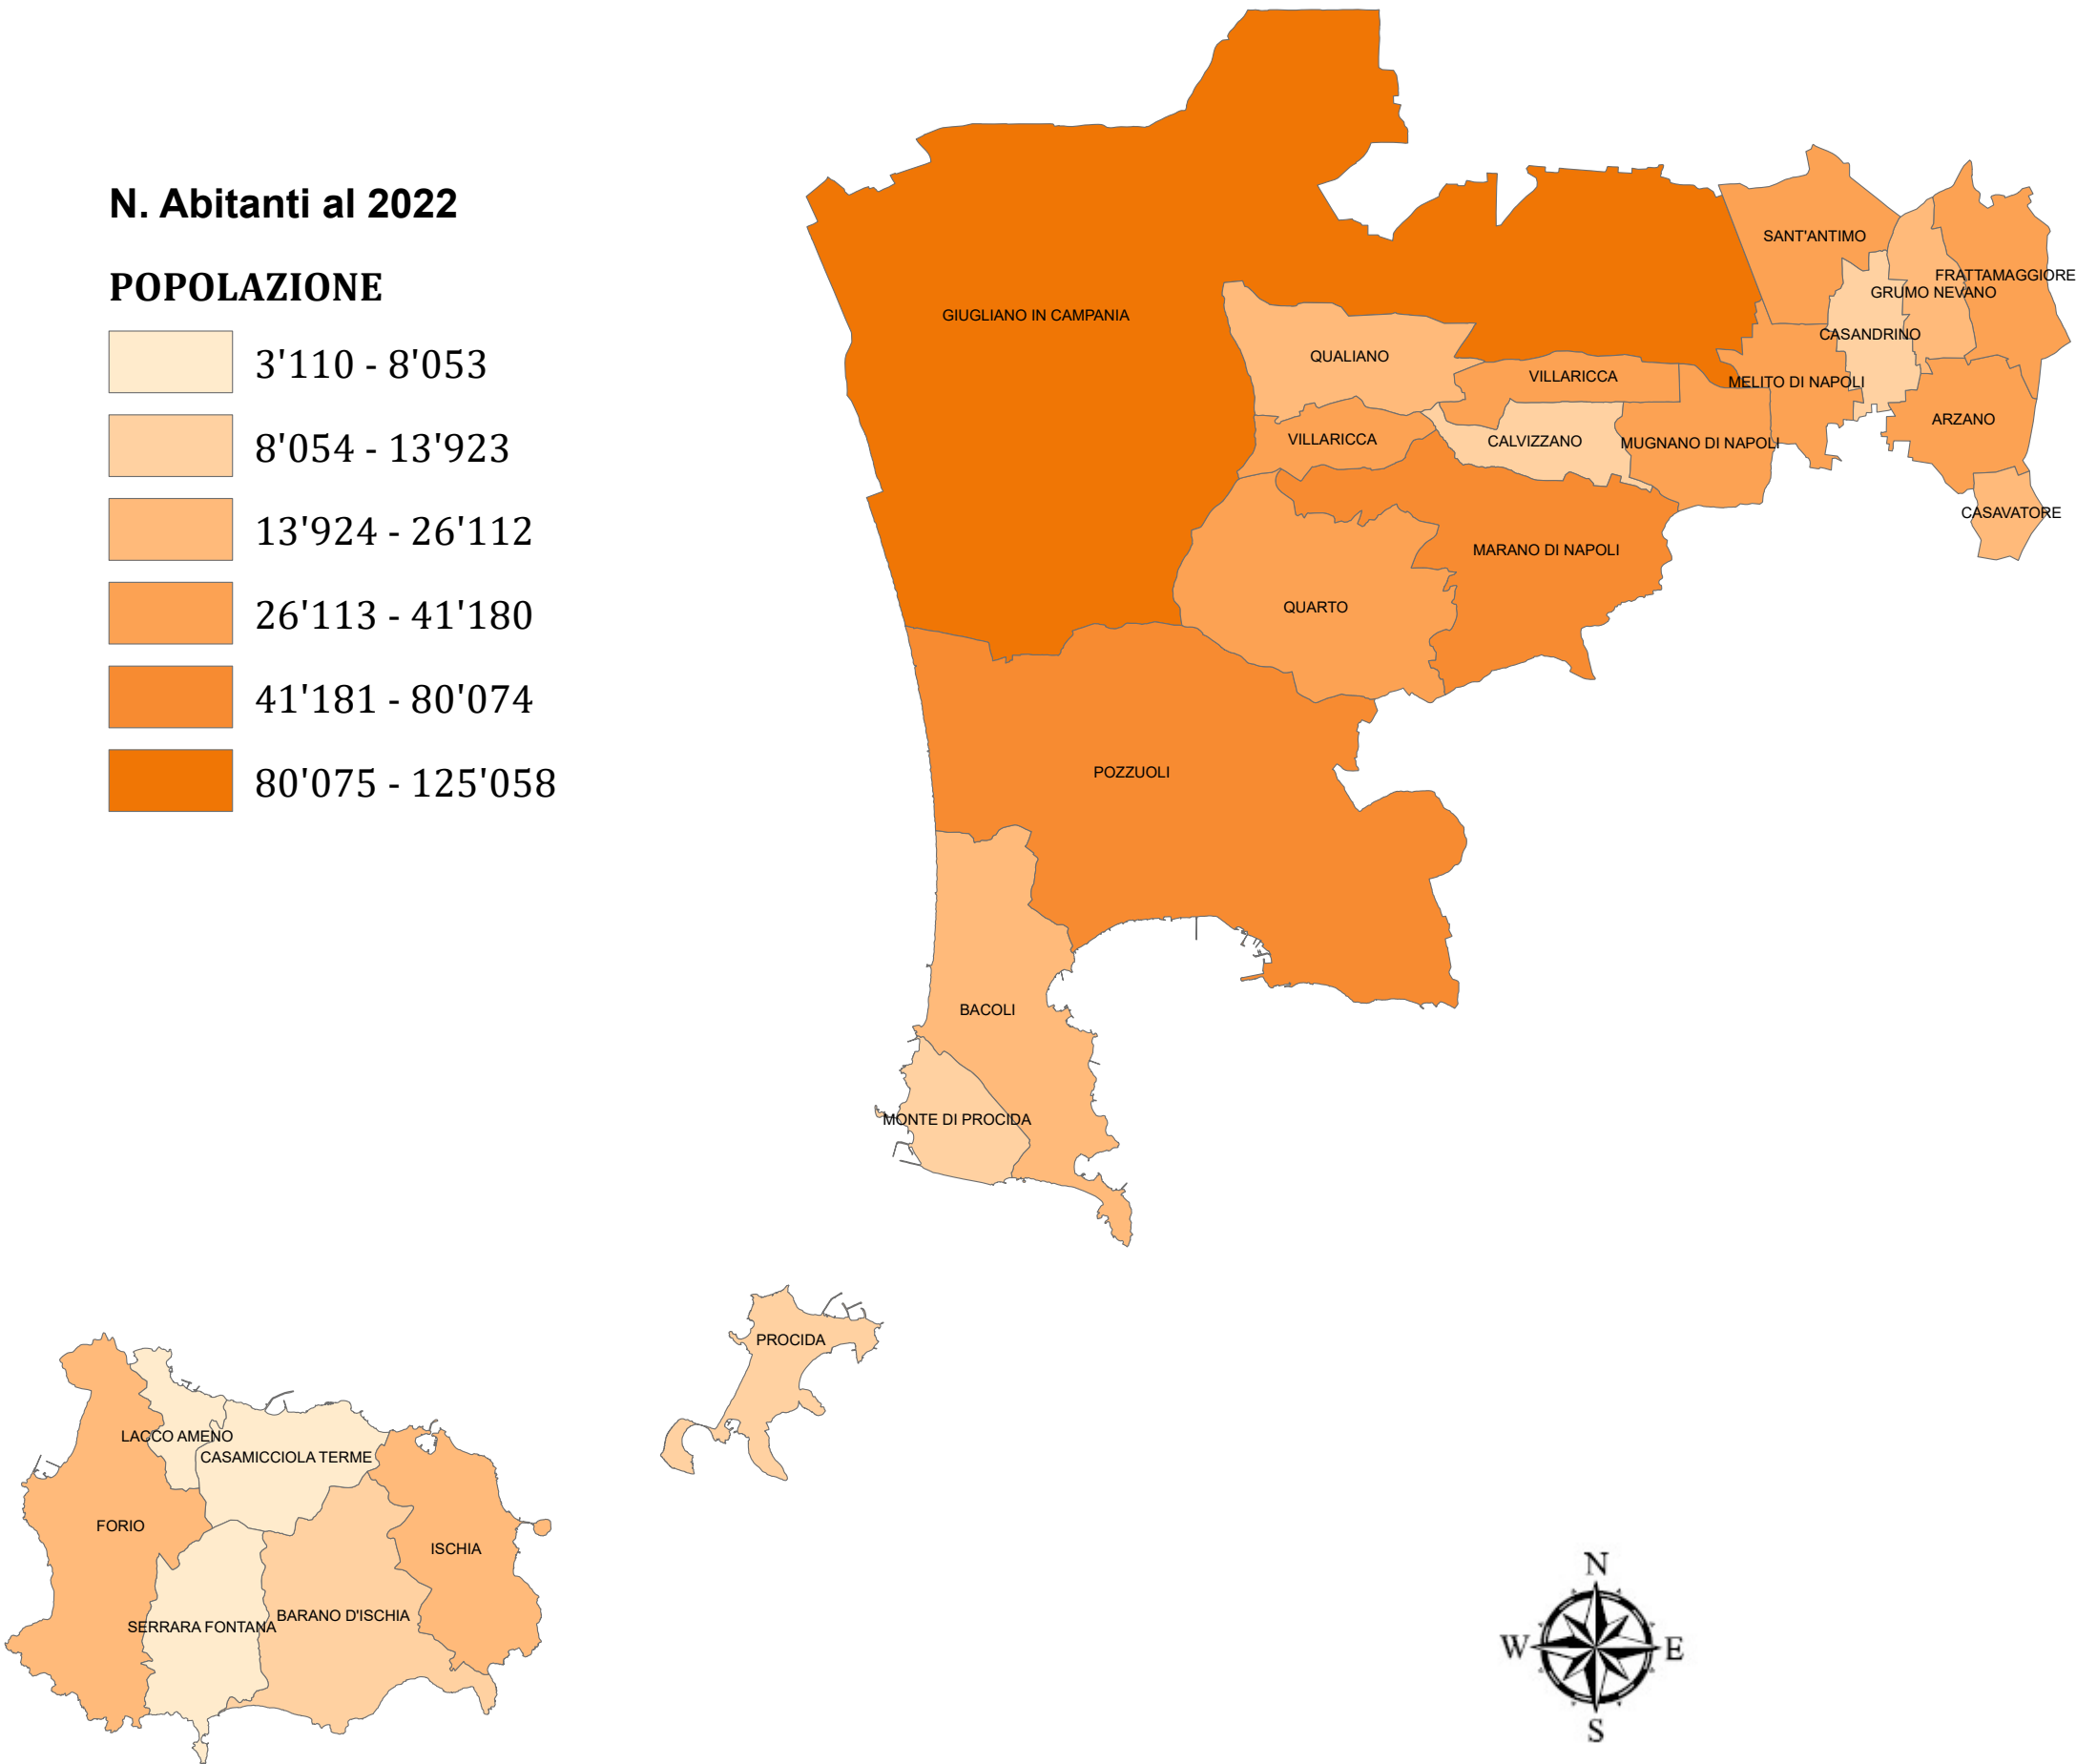 N. Abitanti al 2022
POPOLAZIONE
3'110 - 8'053
8'054 - 13'923
13'924 - 26'112
26'113 - 41'180
41'181 - 80'074
80'075 - 125'058
SANT'ANTIMO
FRATTAMAGGIORE
GRUMO NEVANO
GIUGLIANO IN CAMPANIA
CASANDRINO
QUALIANO
VILLARICCA
MELITO DI NAPOLI
ARZANO
VILLARICCA
CALVIZZANO
MUGNANO DI NAPOLI
CASAVATORE
MARANO DI NAPOLI
QUARTO
POZZUOLI
BACOLI
MONTE DI PROCIDA
PROCIDA
LACCO AMENO
CASAMICCIOLA TERME
FORIO
ISCHIA
BARANO D'ISCHIA
SERRARA FONTANA
N
W
E
S